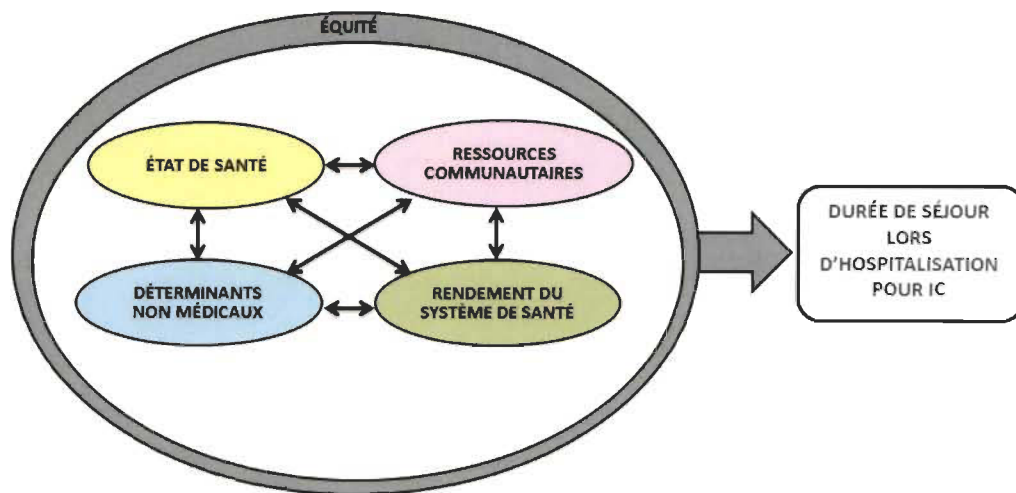 ÉQUITÉ
ÉTAT DE SANTÉ
RESSOURCES
COMMUNAUTAIRES
DÉTERMINANTS
NON MÉDICAUX
RENDEMENT DU
SYSTÈME DE SANTÉ
DURÉE DE SÉJOUR
LORS
D'HOSPITALISATION
POUR IC